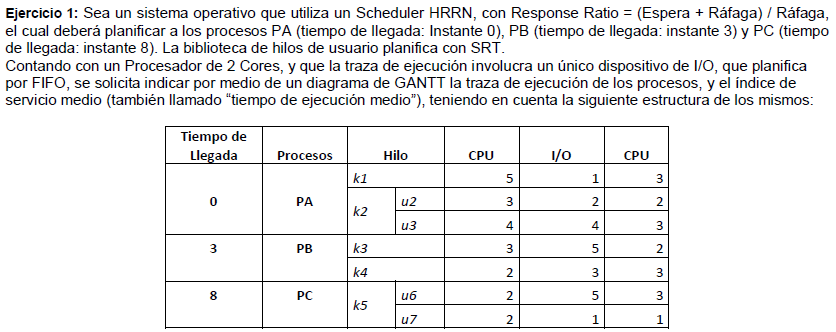 Ejercicio 1: Sea un sistema operativo que utiliza un Scheduler HRRN, con Response Ratio = (Espera + Ráfaga) / Ráfaga,
el cual deberá planificar a los procesos PA (tiempo de llegada: Instante 0), PB (tiempo de llegada: instante 3) y PC (tiempo
de llegada: instante 8). La biblioteca de hilos de usuario planifica con SRT.
Contando con un Procesador de 2 Cores, y que la traza de ejecución involucra un único dispositivo de I/O, que planifica
por FIFO, se solicita indicar por medio de un diagrama de GANTT la traza de ejecución de los procesos, y el índice de
servicio medio (también llamado “tiempo de ejecución medio”), teniendo en cuenta la siguiente estructura de los mismos:
Tiempo de Llegada Procesos Hilo CPU I/O CPU
0 PA k1 5 1 3
k2 u2 3 2 2
u3 4 4 3
3 PB k3 3 5 2
k4 2 3 3
8 PC k5 u6 2 5 3
u7 2 1 1